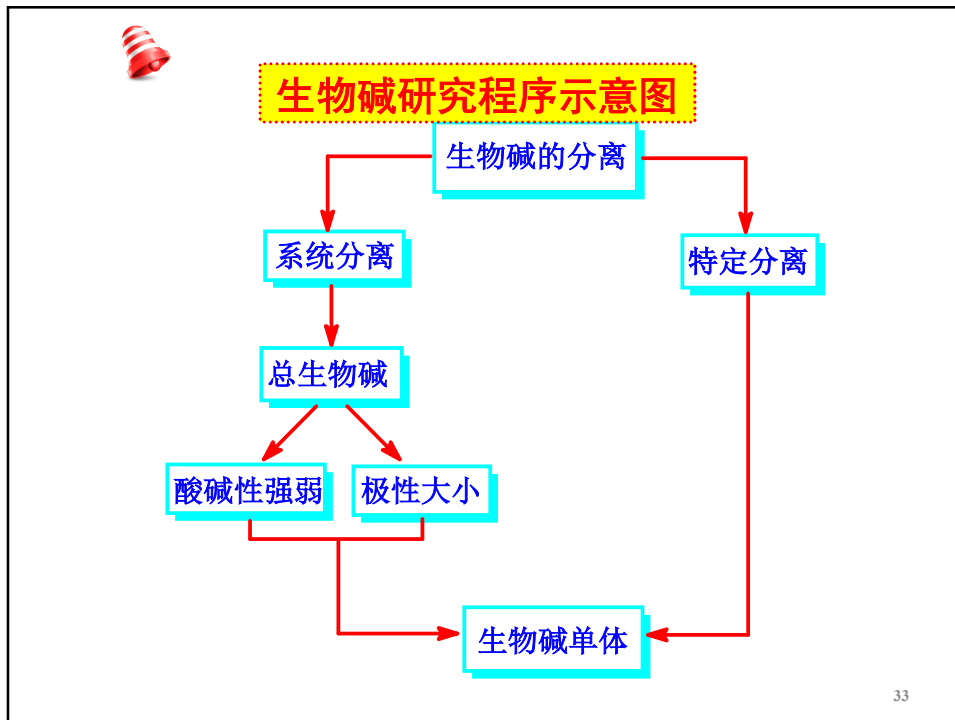 生物碱研究程序示意图
生物碱的分离
系统分离
特定分离
总生物碱
酸碱性强弱
极性大小
生物碱单体
33